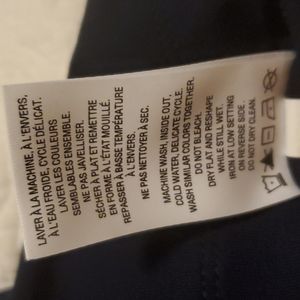 LAVER À LA MACHINE, À L'ENVERS,
À L'EAU FROIDE, CYCLE DÉLICAT.
LAVER LES COULEURS
SEMBLABLES ENSEMBLE.
NE PAS JAVELLISER.
SÉCHER À PLAT ET REMETTRE
EN FORME À L'ÉTAT MOUILLÉ.
REPASSER À BASSE TEMPÉRATURE
À L'ENVERS.
NE PAS NETTOYER À SEC.
MACHINE WASH, INSIDE OUT,
COLD WATER, DELICATE CYCLE.
WASH SIMILAR COLORS TOGETHER.
DO NOT BLEACH.
DRY FLAT AND RESHAPE
WHILE STILL WET.
IRON AT LOW SETTING
ON REVERSE SIDE.
DO NOT DRY CLEAN.